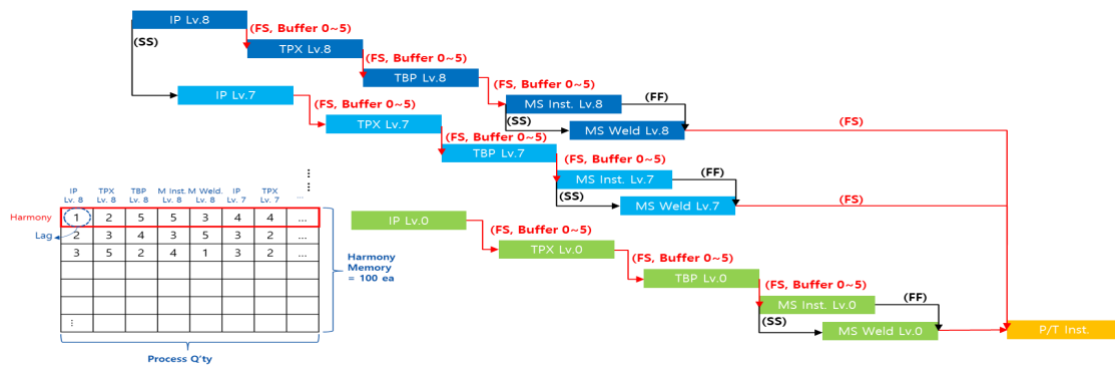 IP Lv.8
(FS, Buffer 0~5)
(SS)
TPX Lv.8
(FS, Buffer 0~5)
TBP Lv.8
(FS, Buffer 0~5)
IP Lv.7
(FS, Buffer 0~5)
MS Inst. Lv.8
(FF)
(SS)
TPX Lv.7
MS Weld Lv.8
(FS)
(FS, Buffer 0~5)
TBP Lv.7
(FS, Buffer 0~5)
MS Inst. Lv.7
(FF)
(SS)
MS Weld Lv.7
(FS)
IP Lv.0
(FS, Buffer 0~5)
TPX Lv.0
(FS, Buffer 0~5)
TBP Lv.0
(FS, Buffer 0~5)
MS Inst. Lv.0
(FF)
(SS)
MS Weld Lv.0
P/T Inst.
IP TPX TBP M Inst. M Weld. IP TPX
Lv. 8 Lv. 8 Lv. 8 Lv. 8 Lv. 8 Lv. 7 Lv. 7 ...
Harmony 1 2 5 5 3 4 4 ...
Lag 2 3 4 3 5 3 2 ...
3 5 2 4 1 3 2 ...
Harmony
Memory
= 100 ea
Process Q'ty